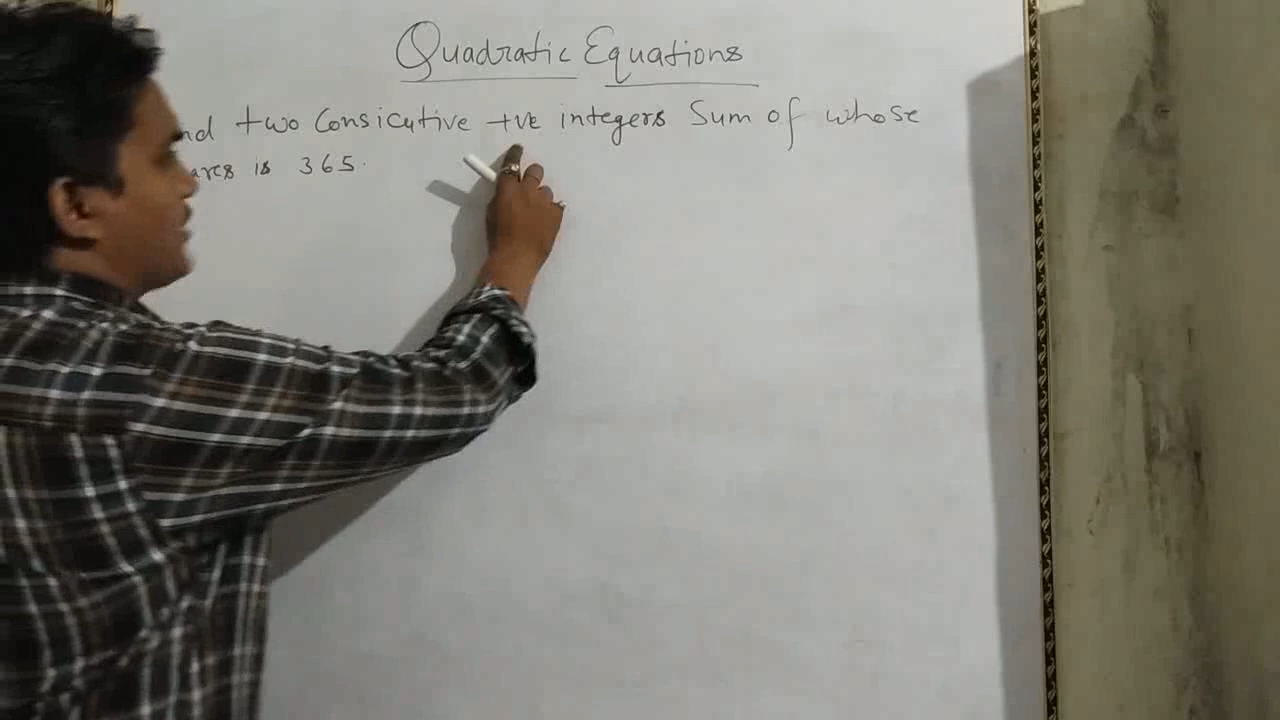 Quadratic Equations
nd two Consicutive +ve integers Sum of whose
ares is 365.